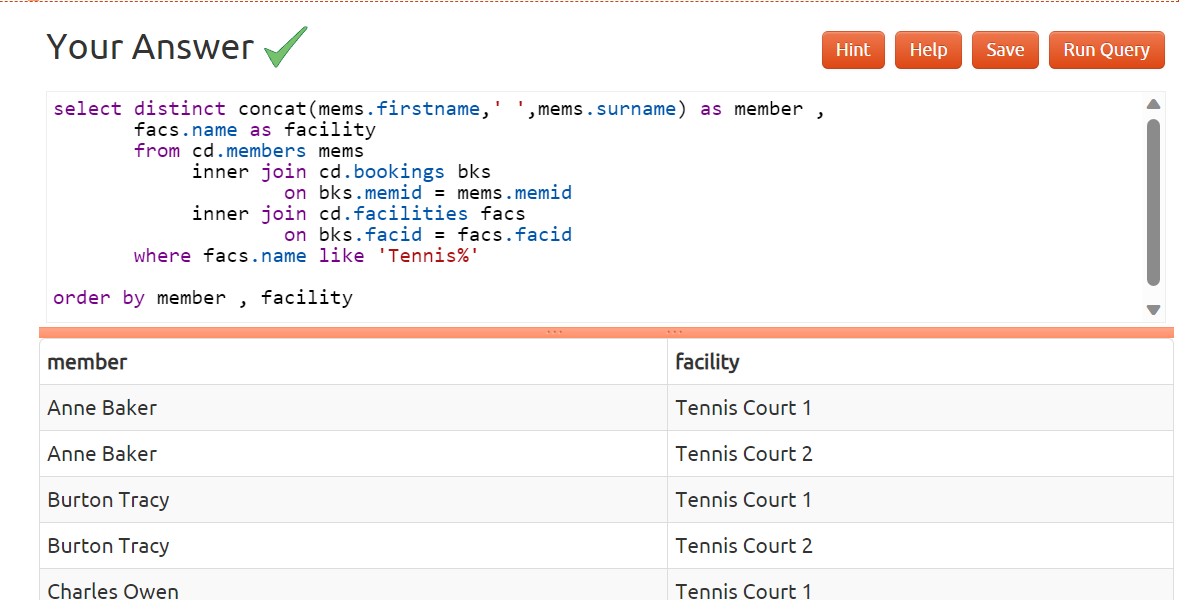 Your Answer
Hint Help Save Run Query
select distinct concat(mems.firstname,' ',mems.surname) as member ,
facs.name as facility
from cd.members mems
inner join cd.bookings bks
on bks.memid = mems.memid
inner join cd.facilities facs
on bks.facid = facs.facid
where facs.name like 'Tennis%'
order by member , facility
member facility
Anne Baker Tennis Court 1
Anne Baker Tennis Court 2
Burton Tracy Tennis Court 1
Burton Tracy Tennis Court 2
Charles Owen Tennis Court 1